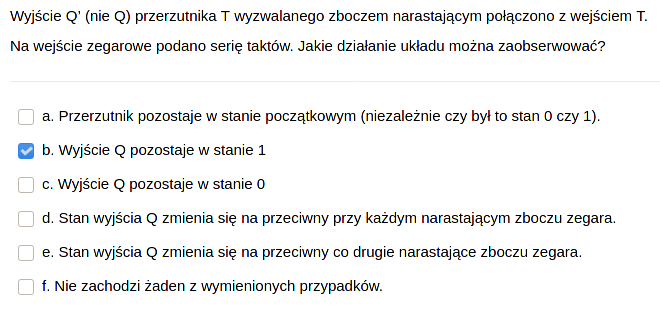 Wyjście Q' (nie Q) przerzutnika T wyzwalanego zboczem narastającym połączono z wejściem T.
Na wejście zegarowe podano serię taktów. Jakie działanie układu można zaobserwować?
a. Przerzutnik pozostaje w stanie początkowym (niezależnie czy był to stan 0 czy 1).
b. Wyjście Q pozostaje w stanie 1
c. Wyjście Q pozostaje w stanie 0
d. Stan wyjścia Q zmienia się na przeciwny przy każdym narastającym zboczu zegara.
e. Stan wyjścia Q zmienia się na przeciwny co drugie narastające zboczu zegara.
f. Nie zachodzi żaden z wymienionych przypadków.